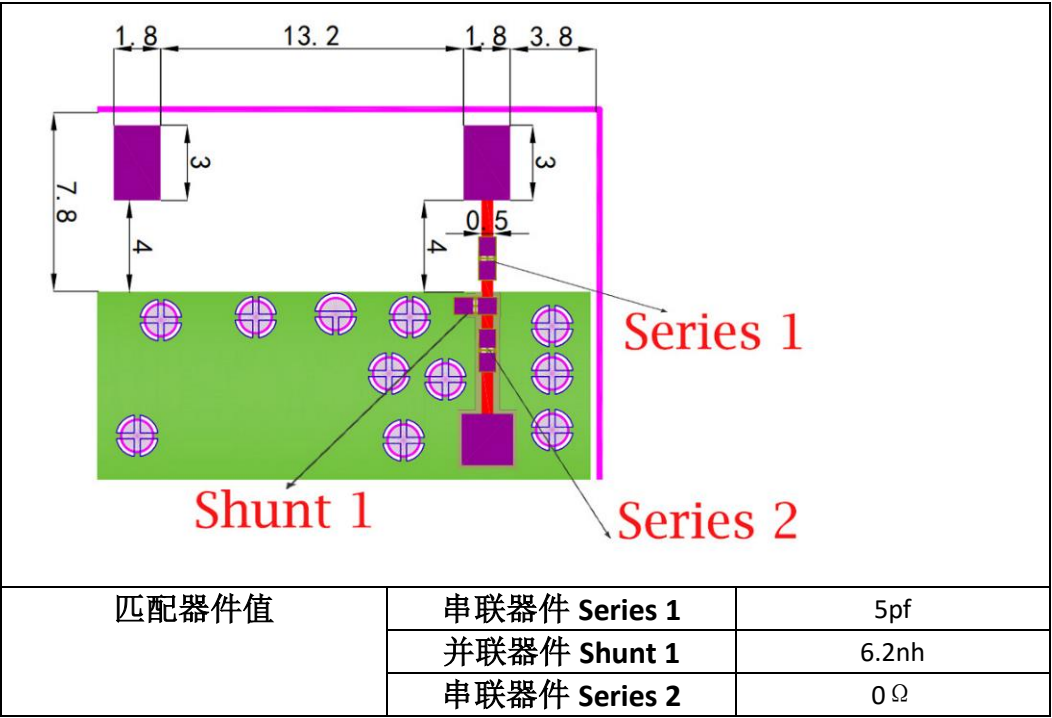 1.8 13.2 1.8 3.8
3 3
7.8
0.5
4 4
Series 1
Shunt 1
Series 2
匹配器件值 串联器件 Series 1 5pf
并联器件 Shunt 1 6.2nh
串联器件 Series 2 0Ω